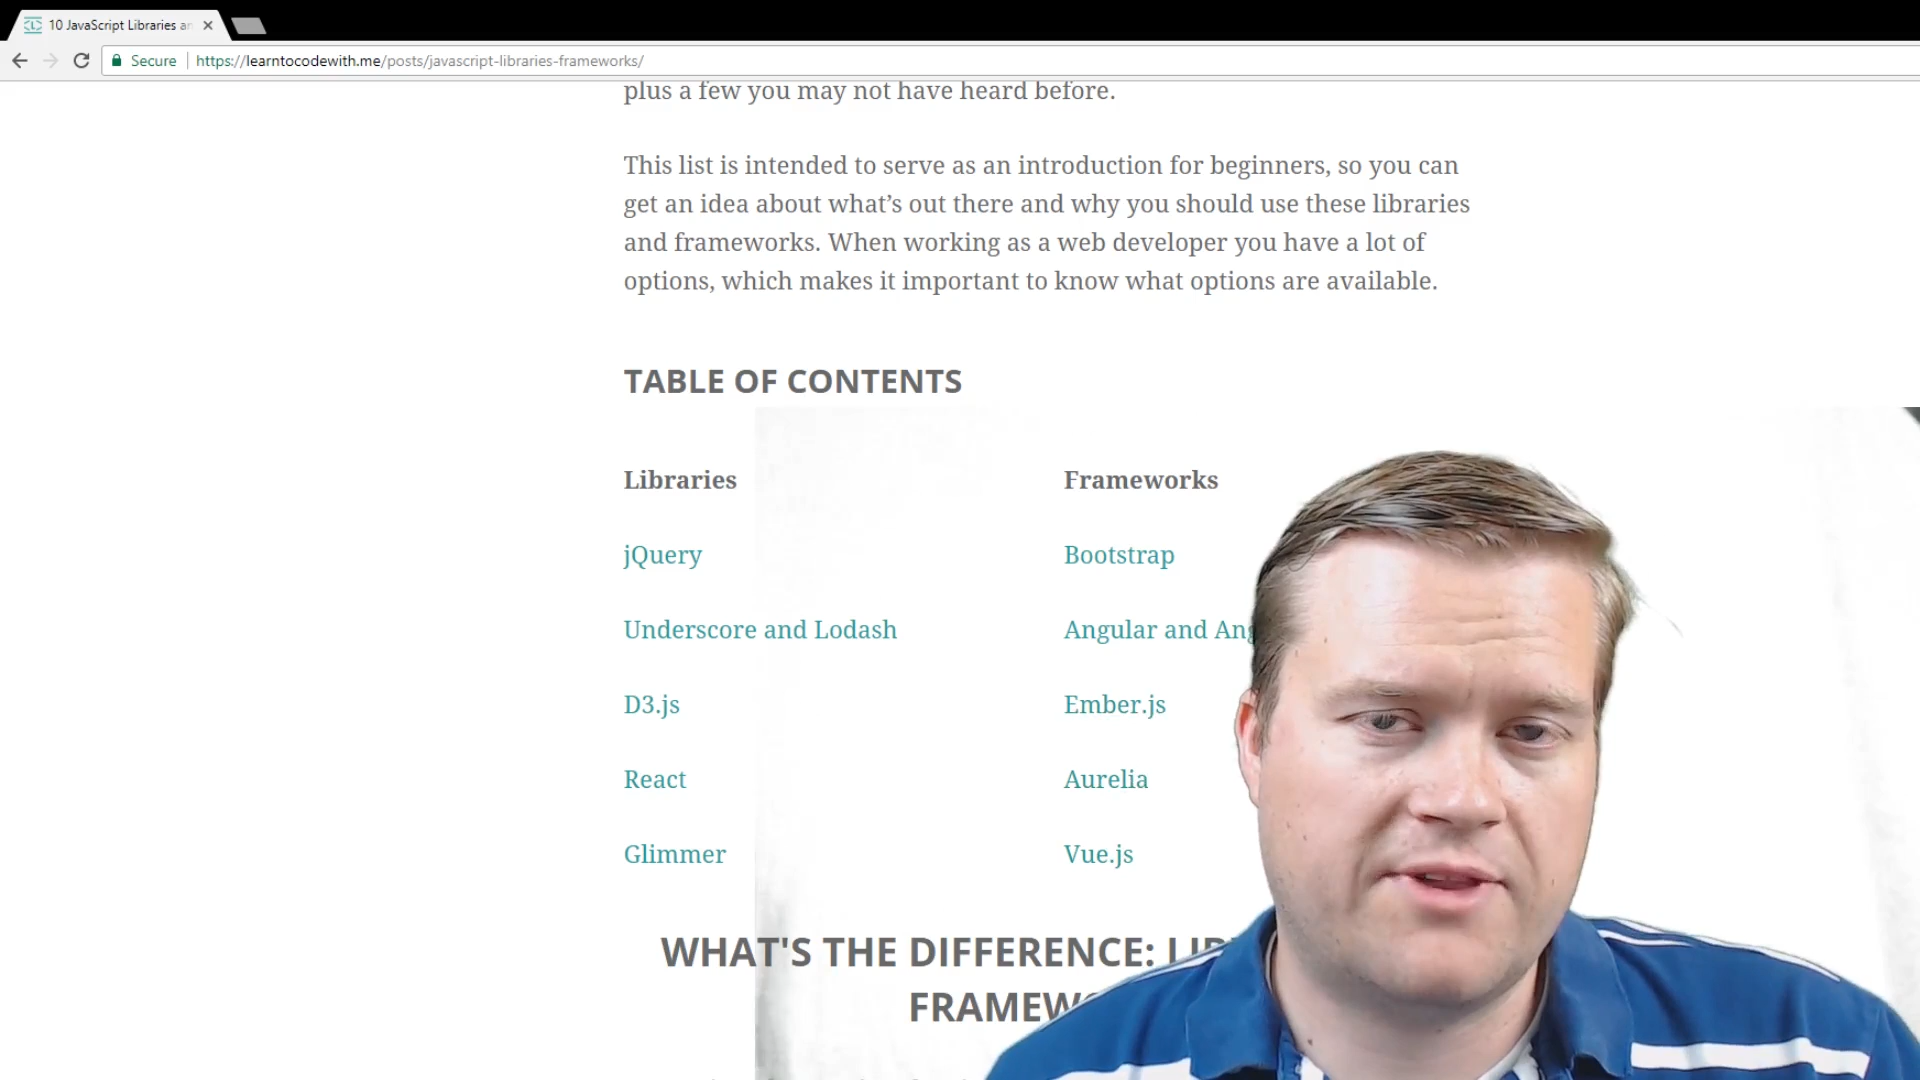 10 JavaScript Libraries an
Secure
https://learntocodewith.me/posts/javascript-libraries-frameworks/
plus a few you may not have heard before.
This list is intended to serve as an introduction for beginners, so you can
get an idea about what’s out there and why you should use these libraries
and frameworks. When working as a web developer you have a lot of
options, which makes it important to know what options are available.
TABLE OF CONTENTS
Libraries
jQuery
Underscore and Lodash
D3.js
React
Glimmer
Frameworks
Bootstrap
Angular and
Ember.js
Aurelia
Vue.js
WHAT'S THE DIFFERENCE: